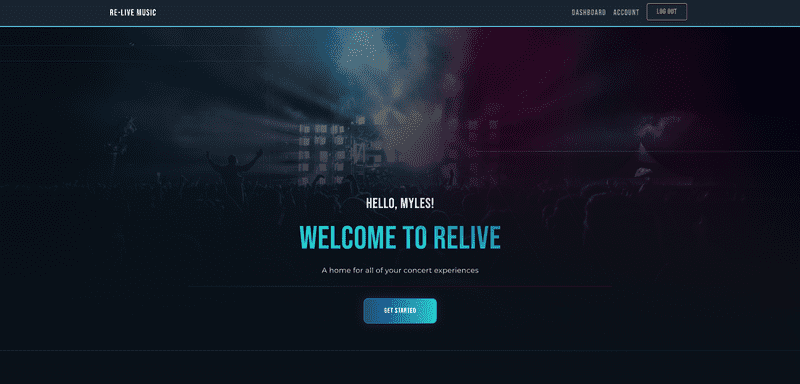 RE-LIVE MUSIC
DASHBOARD ACCOUNT LOG OUT
HELLO, MYLES!
WELCOME TO RELIVE
A home for all of your concert experiences
GET STARTED